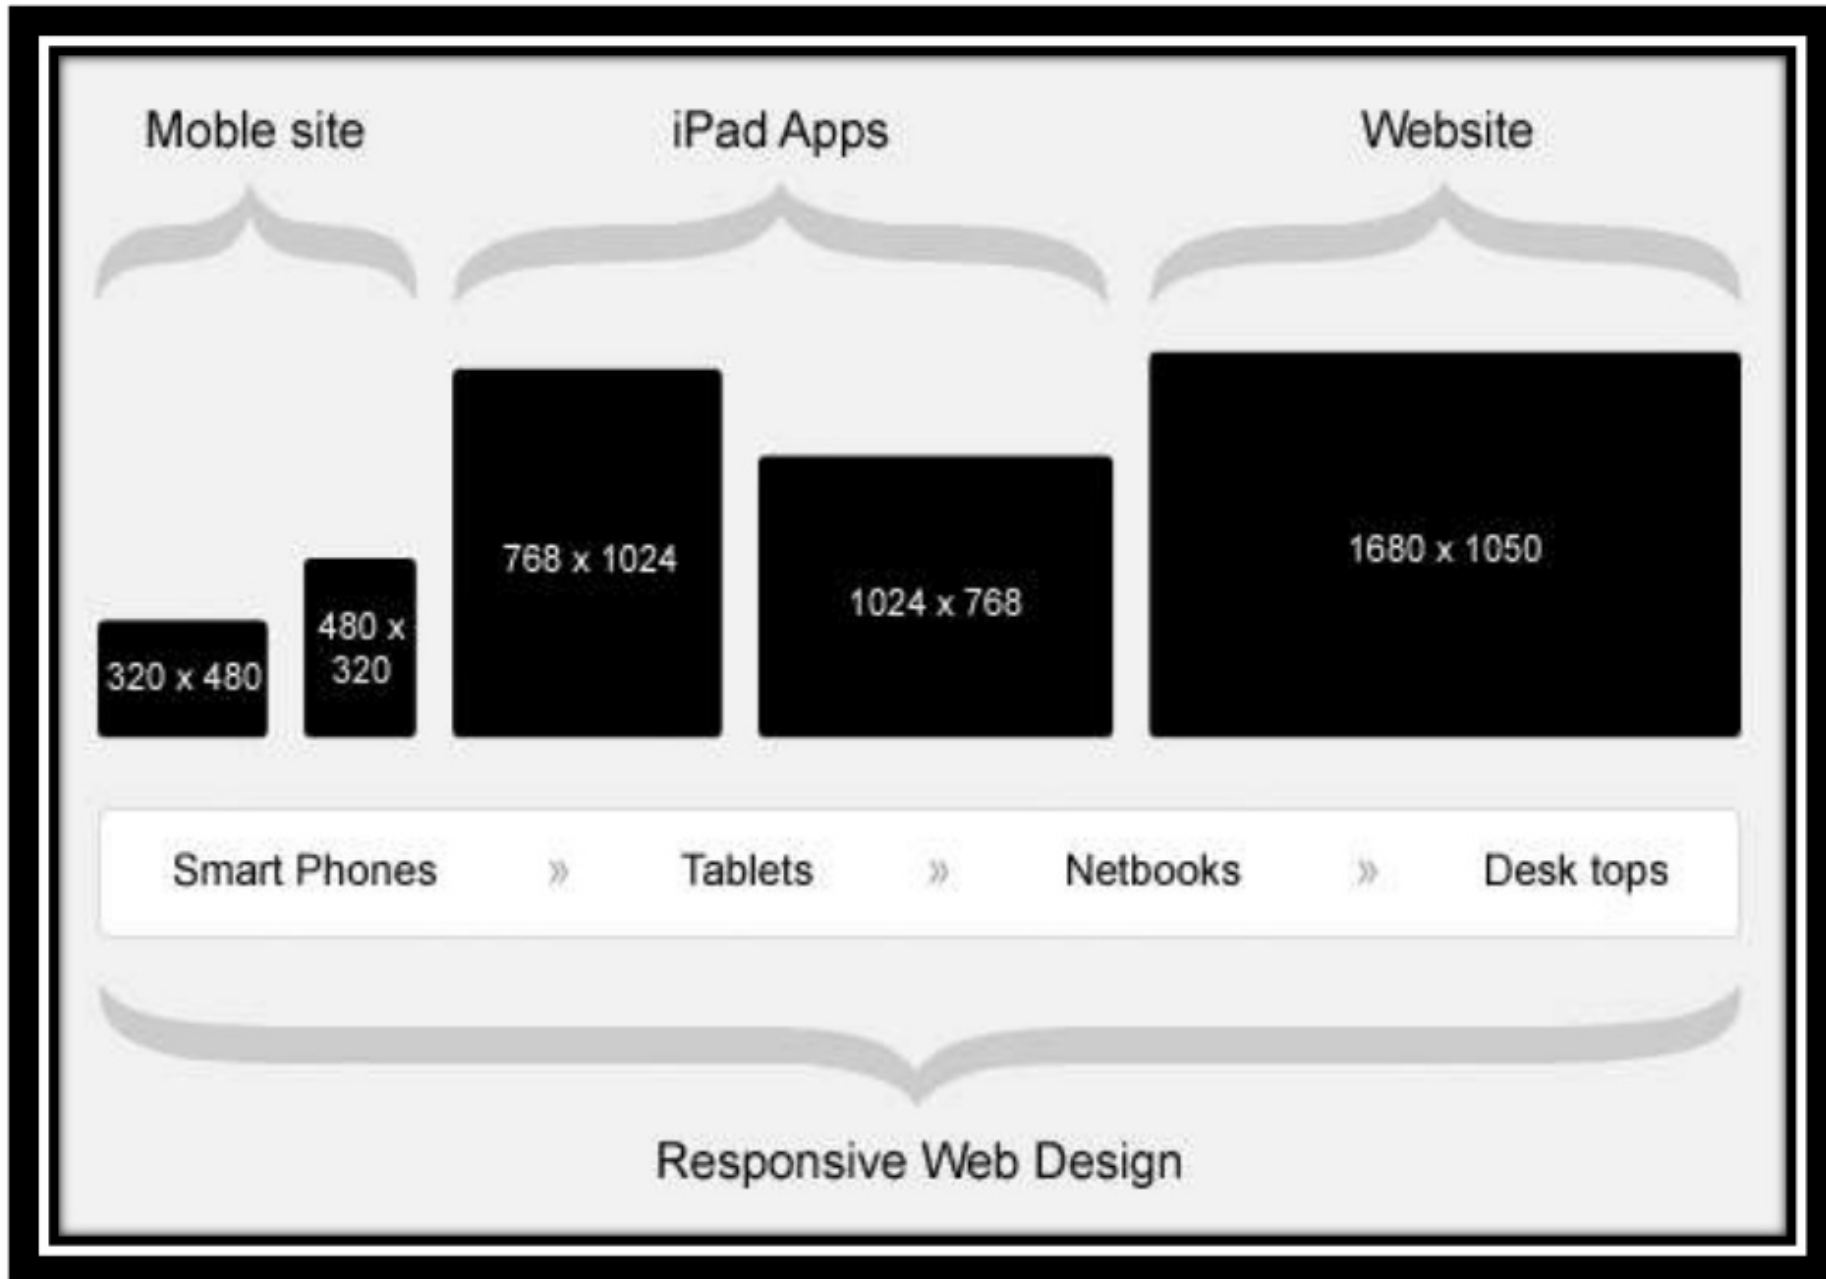 Moble site
iPad Apps
Website
320 x 480
480 x
320
768 x 1024
1024 x 768
1680 x 1050
Smart Phones » Tablets » Netbooks » Desk tops
Responsive Web Design